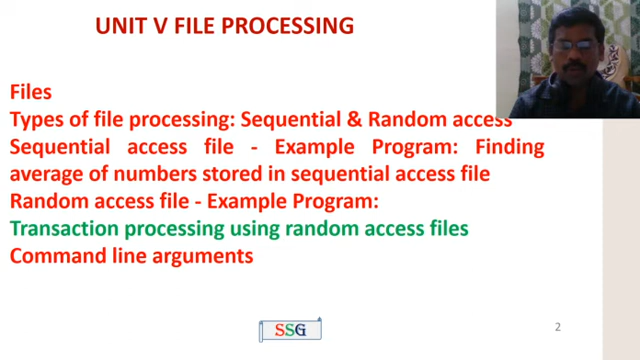 UNIT V FILE PROCESSING
Files
Types of file processing: Sequential & Random access
Sequential access file - Example Program: Finding
average of numbers stored in sequential access file
Random access file - Example Program:
Transaction processing using random access files
Command line arguments
SSG
2